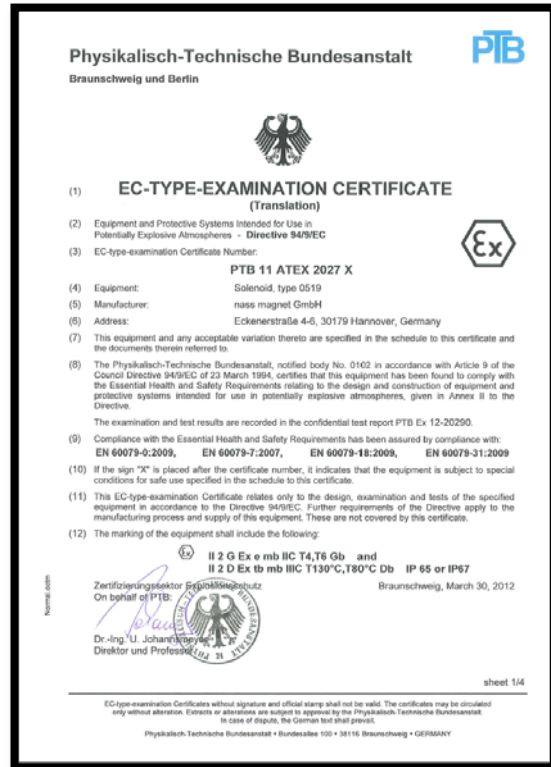 Physikalisch-Technische Bundesanstalt
PTB
Braunschweig und Berlin
(1) EC-TYPE-EXAMINATION CERTIFICATE
(Translation)
(2) Equipment and Protective Systems Intended for Use in
Potentially Explosive Atmospheres - Directive 94/9/EC
Ex
(3) EC-type-examination Certificate Number:
PTB 11 ATEX 2027 X
(4) Equipment: Solenoid, type 0519
(5) Manufacturer: nass magnet GmbH
(6) Address: Eckenerstraße 4-6, 30179 Hannover, Germany
(7) This equipment and any acceptable variation thereto are specified in the schedule to this certificate and
the documents therein referred to.
(8) The Physikalisch-Technische Bundesanstalt, notified body No. 0102 in accordance with Article 9 of the
Council Directive 94/9/EC of 23 March 1994, certifies that this equipment has been found to comply with
the Essential Health and Safety Requirements relating to the design and construction of equipment and
protective systems intended for use in potentially explosive atmospheres, given in Annex II to the
Directive.
The examination and test results are recorded in the confidential test report PTB Ex 12-20290.
(9) Compliance with the Essential Health and Safety Requirements has been assured by compliance with:
EN 60079-0:2009, EN 60079-7:2007, EN 60079-18:2009, EN 60079-31:2009
(10) If the sign "X" is placed after the certificate number, it indicates that the equipment is subject to special
conditions for safe use specified in the schedule to this certificate.
(11) This EC-type-examination Certificate relates only to the design, examination and tests of the specified
equipment in accordance to the Directive 94/9/EC. Further requirements of the Directive apply to the
manufacturing process and supply of this equipment. These are not covered by this certificate.
(12) The marking of the equipment shall include the following:
Ex II 2 G Ex e mb IIC T4,T6 Gb and
II 2 D Ex tb mb IIIC T130°C,T80°C Db IP 65 or IP67
Zertifizierungssektor Explosionsschutz Braunschweig, March 30, 2012
On behalf of PTB:
Dr.-Ing. U. Johannsmeyer
Direktor und Professor
sheet 1/4
EC-type-examination Certificates without signature and official stamp shall not be valid. The certificates may be circulated
only without alteration. Extracts or alterations are subject to approval by the Physikalisch-Technische Bundesanstalt.
In case of dispute, the German text shall prevail.
Physikalisch-Technische Bundesanstalt • Bundesallee 100 • 38116 Braunschweig • GERMANY